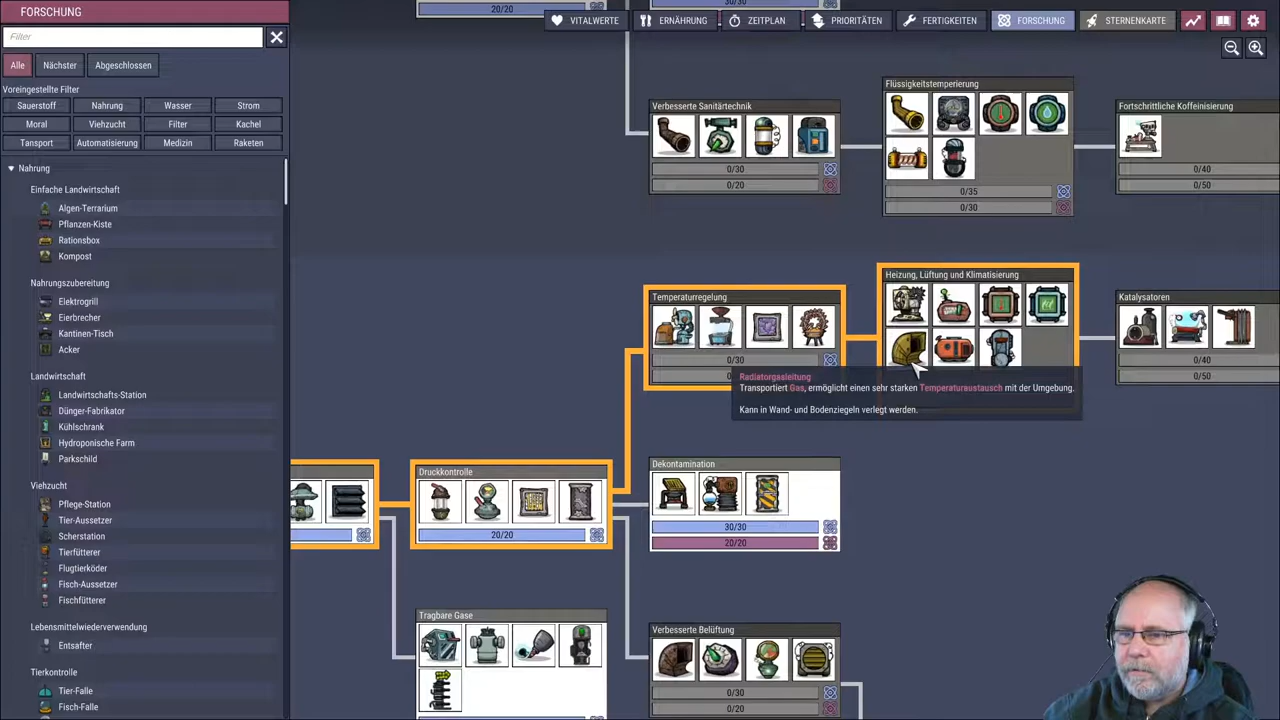 FORSCHUNG
VITALWERTE
ERNÄHRUNG
ZEITPLAN
PRIORITÄTEN
FERTIGKEITEN
FORSCHUNG
STERNENKARTE
Filter
Alle
Nächster
Abgeschlossen
Voreingestellte Filter
Sauerstoff
Nahrung
Wasser
Strom
Moral
Viehzucht
Filter
Kachel
Tansport
Automatisierung
Medizin
Raketen
Nahrung
Einfache Landwirtschaft
Algen-Terrarium
Pflanzen-Kiste
Rationsbox
Kompost
Nahrungszubereitung
Elektrogrill
Eierbrecher
Kantinen-Tisch
Acker
Landwirtschaft
Landwirtschafts-Station
Dünger-Fabrikator
Kühlschrank
Hydroponische Farm
Parkschild
Viehzucht
Pflege-Station
Tier-Aussetzer
Scherstation
Tierfütterer
Flugtierköder
Fisch-Aussetzer
Fischfütterer
Lebensmittelwiederverwendung
Entsafter
Tierkontrolle
Tier-Falle
Fisch-Falle
20/20
Verbesserte Sanitärtechnik
0/30
0/20
Flüssigkeitstemperierung
0/35
0/30
Fortschrittliche Koffeinisierung
0/40
0/50
Temperaturregelung
0/30
Heizung, Lüftung und Klimatisierung
Katalysatoren
0/40
0/50
Radiatorgasleitung
Transportiert Gas, ermöglicht einen sehr starken Temperaturaustausch mit der Umgebung.
Kann in Wand- und Bodenziegeln verlegt werden.
Druckkontrolle
20/20
Dekontamination
30/30
20/20
Tragbare Gase
Verbesserte Belüftung
0/30
0/20